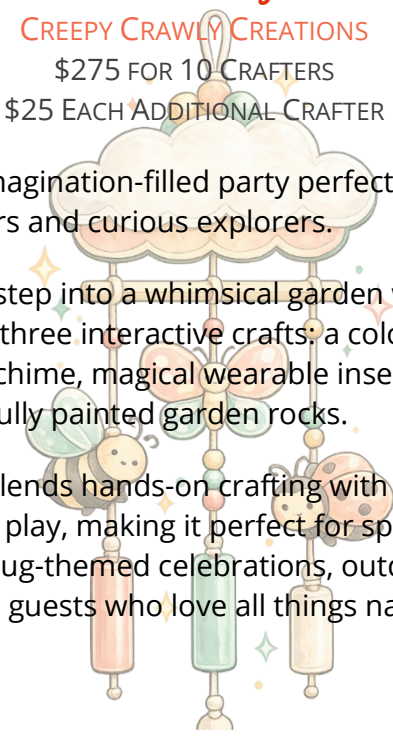 Creepy Crawly Creations
$275 for 10 Crafters
$25 Each Additional Crafter
magination-filled party perfect
rs and curious explorers.
step into a whimsical garden
three interactive crafts: a colo
chime, magical wearable inse
ully painted garden rocks.
lends hands-on crafting with
play, making it perfect for sp
ug-themed celebrations, outd
guests who love all things na